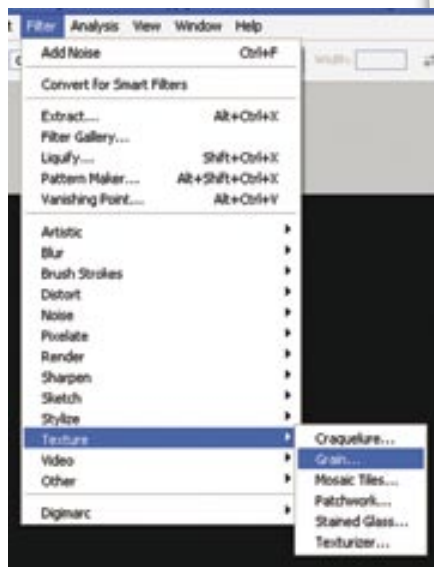 Filter Analysis View Window Help
Add Noise Ctrl+F
Convert for Smart Filters
Extract... Alt+Ctrl+X
Filter Gallery...
Liquify... Shift+Ctrl+X
Pattern Maker... Alt+Shift+Ctrl+X
Vanishing Point... Alt+Ctrl+V
Artistic
Blur
Brush Strokes
Distort
Noise
Pixelate
Render
Sharpen
Sketch
Stylize
Texture
Video
Other
Digimarc
Craquelure...
Grain...
Mosaic Tiles...
Patchwork...
Stained Glass...
Texturizer...